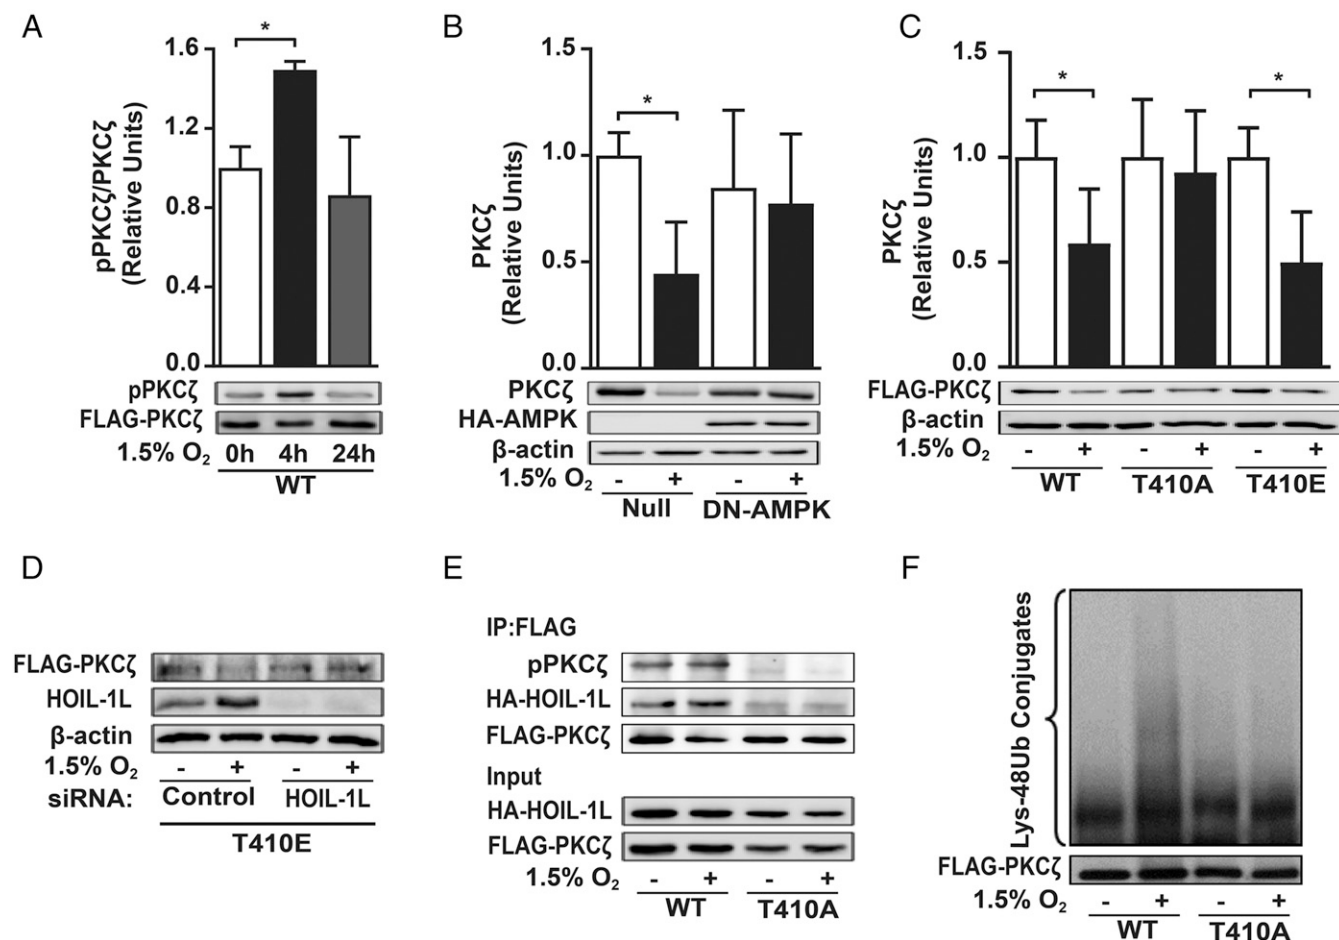 A
pPKCζ/PKCζ
(Relative Units)
1.6
1.2
0.8
0.4
0.0
*
pPKCζ
FLAG-PKCζ
1.5% O₂ 0h 4h 24h
WT
B
PKCζ
(Relative Units)
1.5
1.0
0.5
0.0
*
PKCζ
HA-AMPK
β-actin
1.5% O₂ - + - +
Null DN-AMPK
C
PKCζ
(Relative Units)
1.5
1.0
0.5
0.0
* *
FLAG-PKCζ
β-actin
1.5% O₂ - + - + - +
WT T410A T410E
D
FLAG-PKCζ
HOIL-1L
β-actin
1.5% O₂ - + - +
siRNA: Control HOIL-1L
T410E
E
IP:FLAG
pPKCζ
HA-HOIL-1L
FLAG-PKCζ
Input
HA-HOIL-1L
FLAG-PKCζ
1.5% O₂ - + - +
WT T410A
F
Lys-48Ub Conjugates
FLAG-PKCζ
1.5% O₂ - + - +
WT T410A